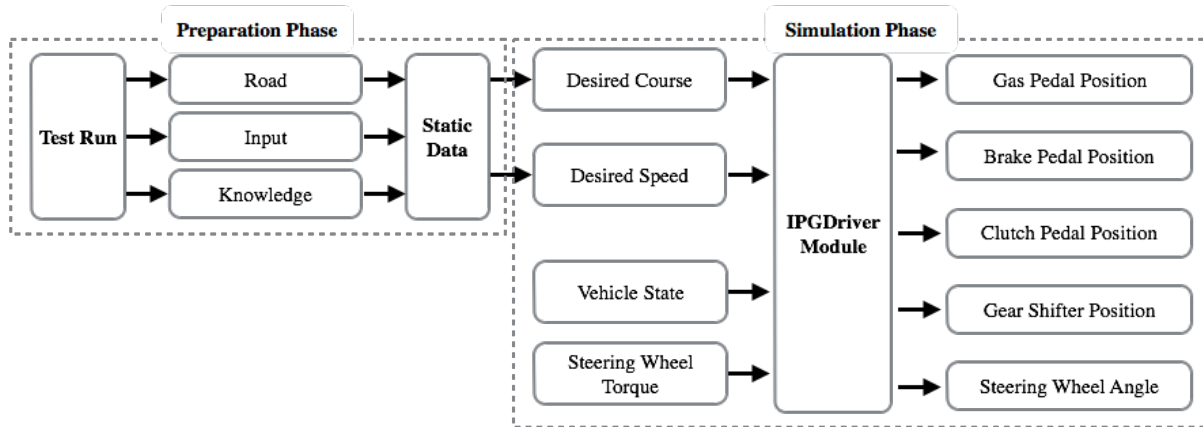 Preparation Phase
Simulation Phase
Test Run
Road
Input
Knowledge
Static
Data
Desired Course
Desired Speed
Vehicle State
Steering Wheel
Torque
IPGDriver
Module
Gas Pedal Position
Brake Pedal Position
Clutch Pedal Position
Gear Shifter Position
Steering Wheel Angle